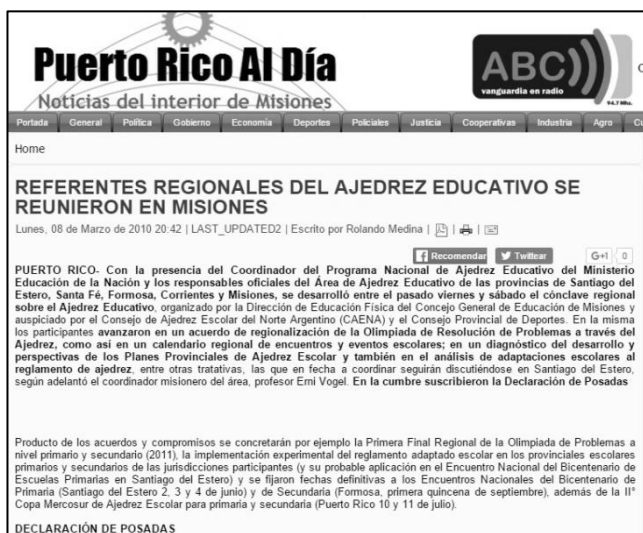 Puerto Rico Al Día
Noticias del interior de Misiones
ABC
vanguardia en radio
94.7 Mhz.
Portada General Política Gobierno Economía Deportes Policiales Justicia Cooperativas Industria Agro Cu
Home
REFERENTES REGIONALES DEL AJEDREZ EDUCATIVO SE
REUNIERON EN MISIONES
Lunes, 08 de Marzo de 2010 20:42 | LAST_UPDATED2 | Escrito por Rolando Medina |
Recomendar Twittear G+1 0
PUERTO RICO- Con la presencia del Coordinador del Programa Nacional de Ajedrez Educativo del Ministerio
Educación de la Nación y los responsables oficiales del Área de Ajedrez Educativo de las provincias de Santiago del
Estero, Santa Fé, Formosa, Corrientes y Misiones, se desarrolló entre el pasado viernes y sábado el cónclave regional
sobre el Ajedrez Educativo, organizado por la Dirección de Educación Física del Concejo General de Educación de Misiones y
auspiciado por el Consejo de Ajedrez Escolar del Norte Argentino (CAENA) y el Consejo Provincial de Deportes. En la misma
los participantes avanzaron en un acuerdo de regionalización de la Olimpiada de Resolución de Problemas a través del
Ajedrez, como así en un calendario regional de encuentros y eventos escolares; en un diagnóstico del desarrollo y
perspectivas de los Planes Provinciales de Ajedrez Escolar y también en el análisis de adaptaciones escolares al
reglamento de ajedrez, entre otras tratativas, las que en fecha a coordinar seguirán discutiéndose en Santiago del Estero,
según adelantó el coordinador misionero del área, profesor Erni Vogel. En la cumbre suscribieron la Declaración de Posadas
Producto de los acuerdos y compromisos se concretarán por ejemplo la Primera Final Regional de la Olimpiada de Problemas a
nivel primario y secundario (2011), la implementación experimental del reglamento adaptado escolar en los provinciales escolares
primarios y secundarios de las jurisdicciones participantes (y su probable aplicación en el Encuentro Nacional del Bicentenario de
Escuelas Primarias en Santiago del Estero) y se fijaron fechas definitivas a los Encuentros Nacionales del Bicentenario de
Primaria (Santiago del Estero 2, 3 y 4 de junio) y de Secundaria (Formosa, primera quincena de septiembre), además de la IIº
Copa Mercosur de Ajedrez Escolar para primaria y secundaria (Puerto Rico 10 y 11 de julio).
DECLARACIÓN DE POSADAS